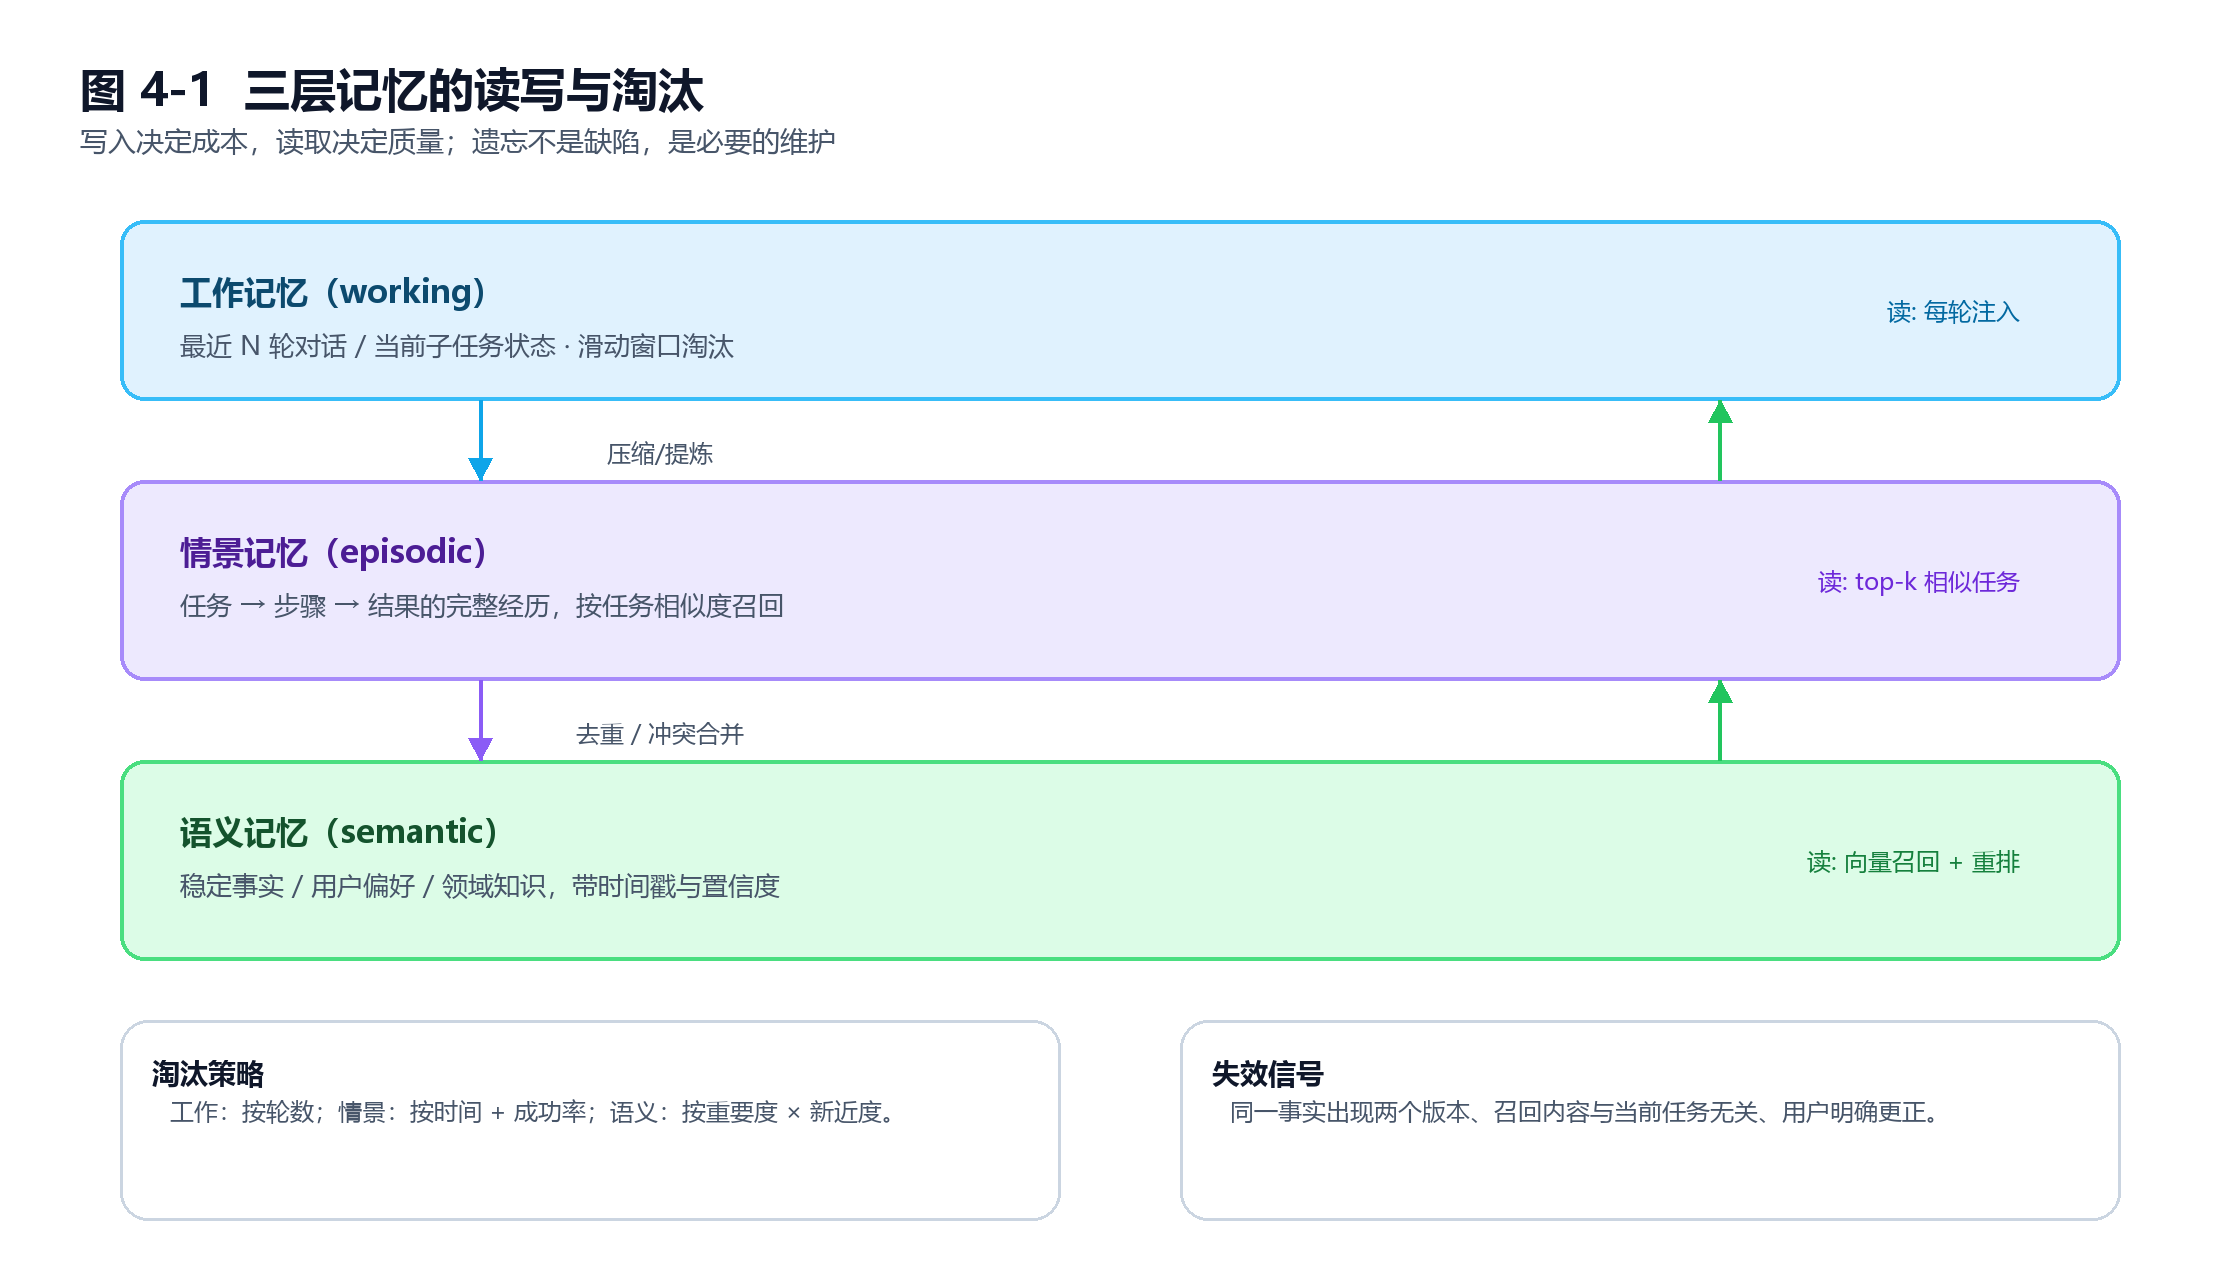 图 4-1 三层记忆的读写与淘汰
写入决定成本，读取决定质量；遗忘不是缺陷，是必要的维护
工作记忆（working）
最近 N 轮对话 / 当前子任务状态 · 滑动窗口淘汰
读: 每轮注入
压缩/提炼
情景记忆（episodic）
任务 → 步骤 → 结果的完整经历，按任务相似度召回
读: top-k 相似任务
去重 / 冲突合并
语义记忆（semantic）
稳定事实 / 用户偏好 / 领域知识，带时间戳与置信度
读: 向量召回 + 重排
淘汰策略
工作：按轮数；情景：按时间 + 成功率；语义：按重要度 × 新近度。
失效信号
同一事实出现两个版本、召回内容与当前任务无关、用户明确更正。